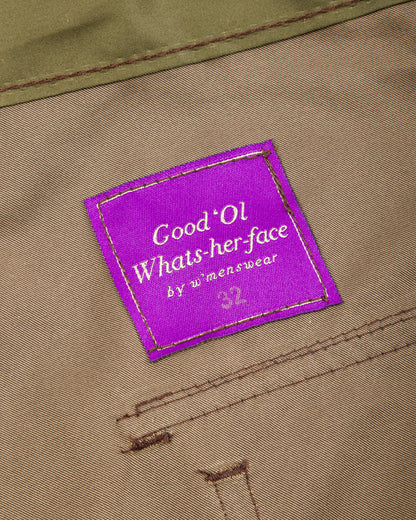 Good ‘Ol
Whats-her-face
by w'menswear
32